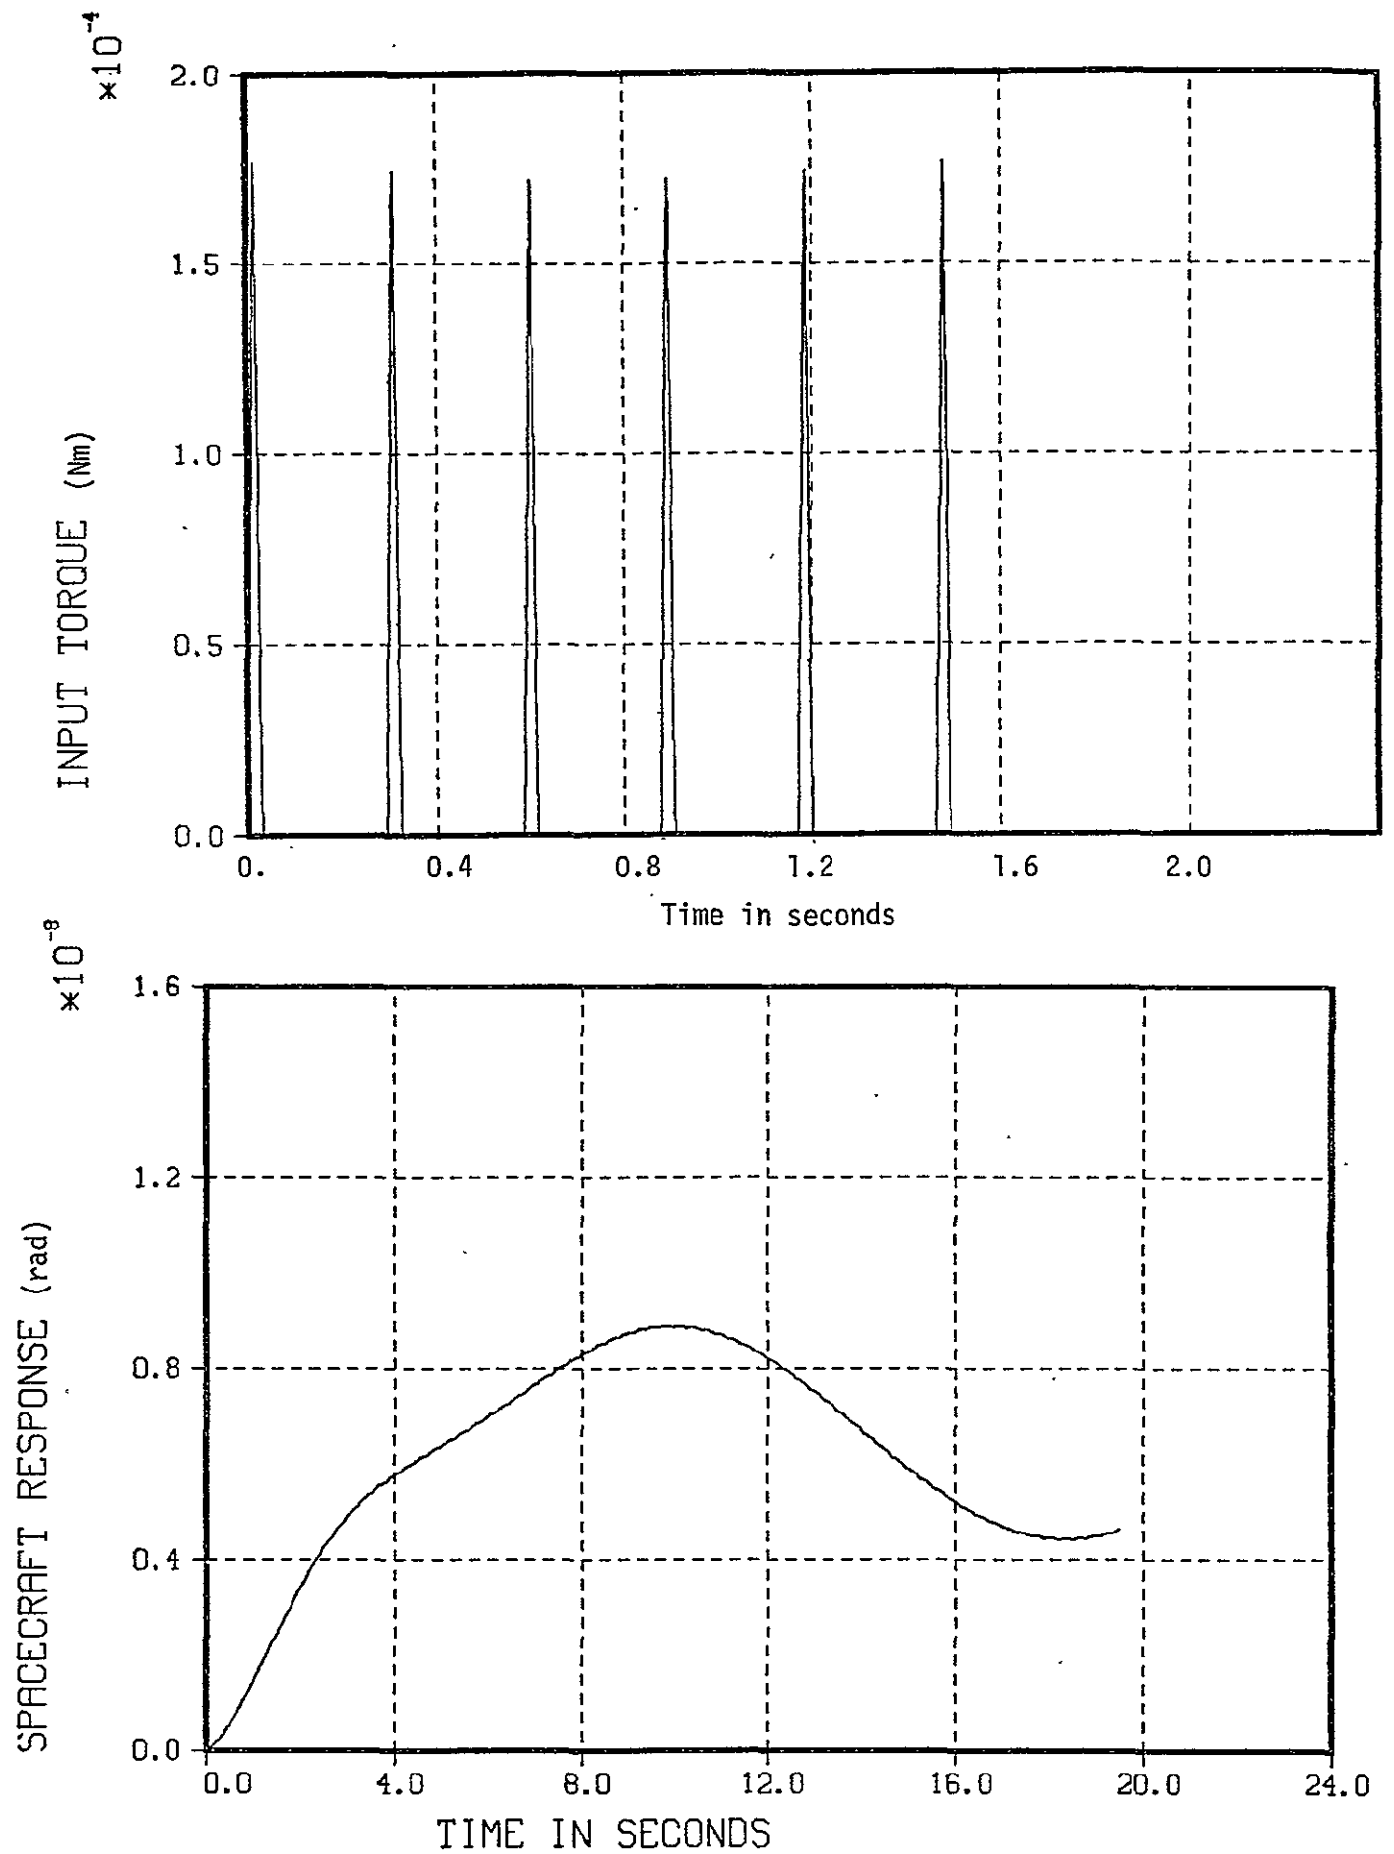 *10⁻⁴
2.0
1.5
1.0
0.5
0.0
INPUT TORQUE (Nm)
0. 0.4 0.8 1.2 1.6 2.0
Time in seconds
*10⁻⁸
1.6
1.2
0.8
0.4
0.0
SPACECRAFT RESPONSE (rad)
0.0 4.0 8.0 12.0 16.0 20.0 24.0
TIME IN SECONDS